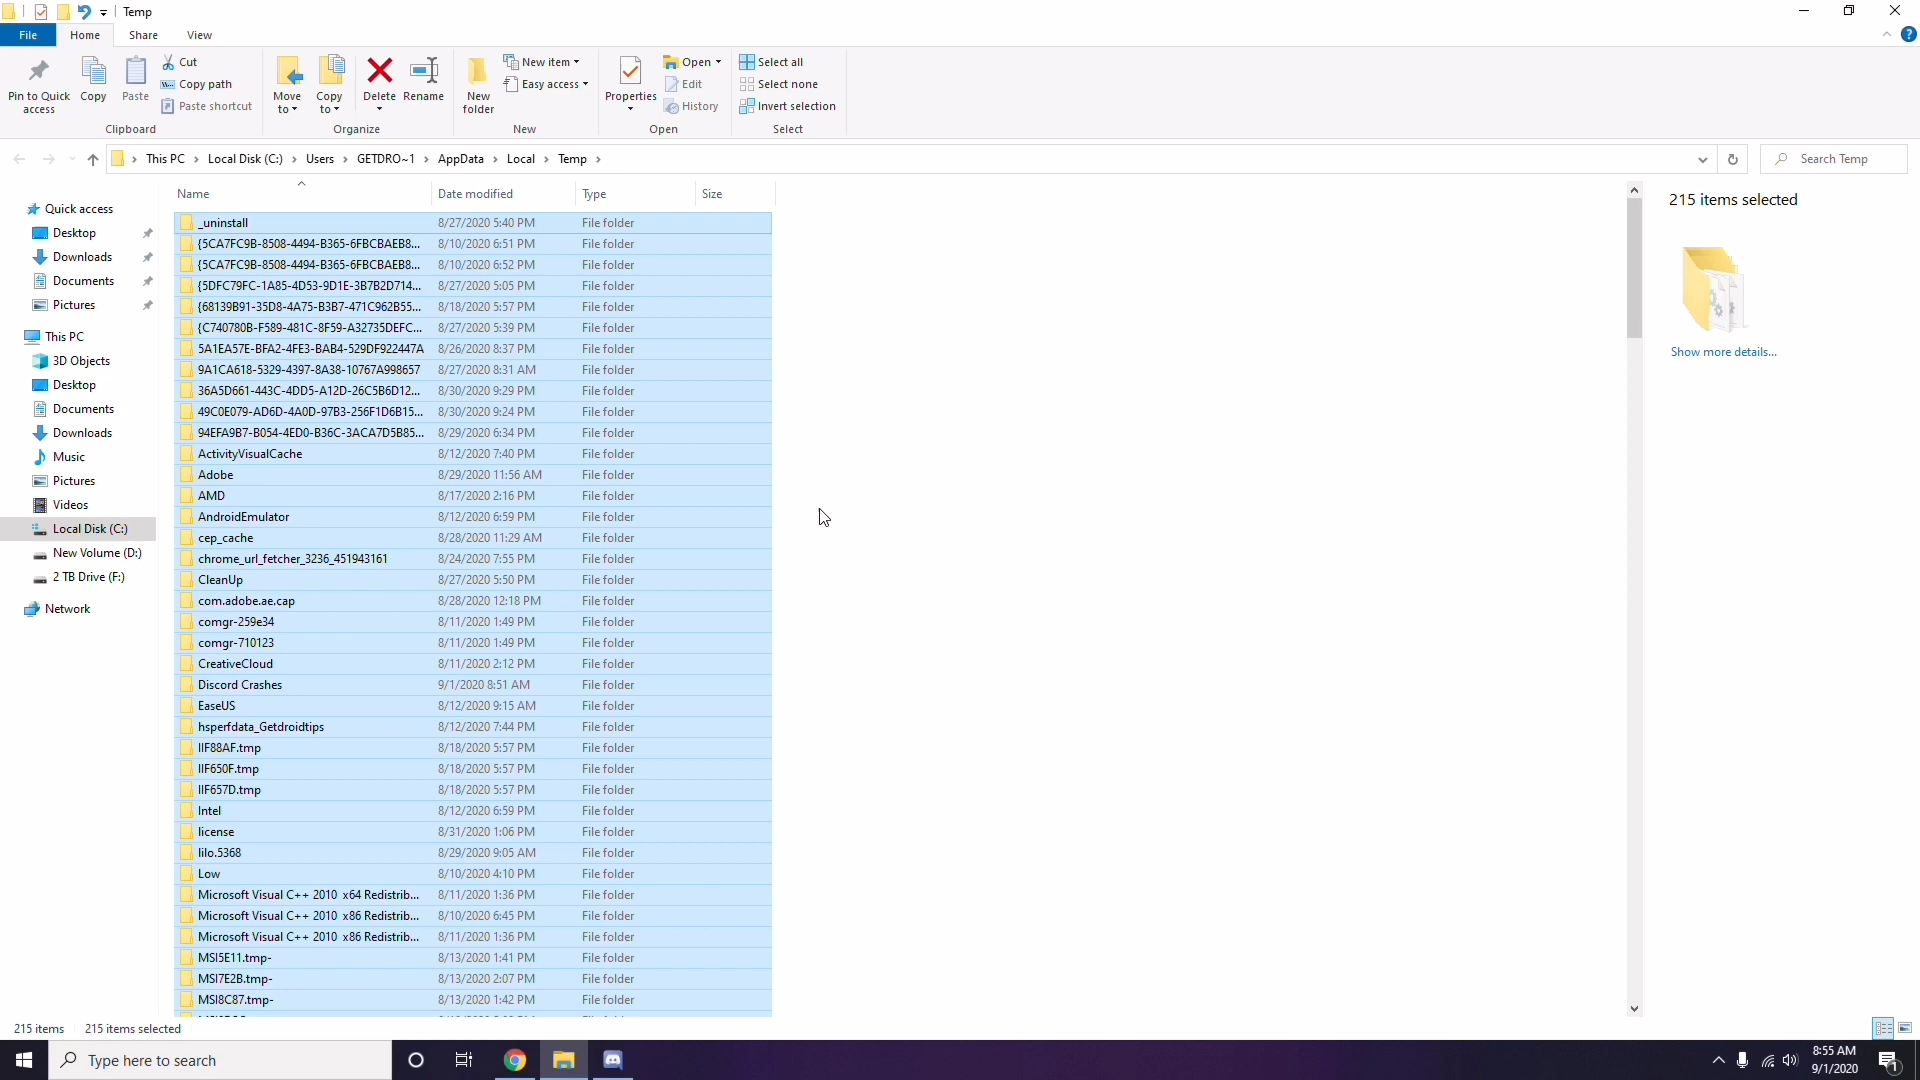 Temp
File Home Share View
Pin to Quick access
Copy
Paste
Cut
Copy path
Paste shortcut
Clipboard
Move to
Copy to
Delete
Rename
Organize
New folder
New item
Easy access
New
Properties
Open
Edit
History
Open
Select all
Select none
Invert selection
Select
This PC > Local Disk (C:) > Users > GETDRO~1 > AppData > Local > Temp >
Search Temp
Quick access
Desktop
Downloads
Documents
Pictures
This PC
3D Objects
Desktop
Documents
Downloads
Music
Pictures
Videos
Local Disk (C:)
New Volume (D:)
2 TB Drive (F:)
Network
Name Date modified Type Size
_uninstall 8/27/2020 5:40 PM File folder
{5CA7FC9B-8508-4494-B365-6FBCBAEB8... 8/10/2020 6:51 PM File folder
{5CA7FC9B-8508-4494-B365-6FBCBAEB8... 8/10/2020 6:52 PM File folder
{5DFC79FC-1A85-4D53-9D1E-3B7B2D714... 8/27/2020 5:05 PM File folder
{68139B91-35D8-4A75-B3B7-471C962B55... 8/18/2020 5:57 PM File folder
{C740780B-F589-481C-8F59-A32735DEFC... 8/27/2020 5:39 PM File folder
5A1EA57E-BFA2-4FE3-BAB4-529DF922447A 8/26/2020 8:37 PM File folder
9A1CA618-5329-4397-8A38-10767A998657 8/27/2020 8:31 AM File folder
36A5D661-443C-4DD5-A12D-26C5B6D12... 8/30/2020 9:29 PM File folder
49C0E079-AD6D-4A0D-97B3-256F1D6B15... 8/30/2020 9:24 PM File folder
94EFA9B7-B054-4ED0-B36C-3ACA7D5B85... 8/29/2020 6:34 PM File folder
ActivityVisualCache 8/12/2020 7:40 PM File folder
Adobe 8/29/2020 11:56 AM File folder
AMD 8/17/2020 2:16 PM File folder
AndroidEmulator 8/12/2020 6:59 PM File folder
cep_cache 8/28/2020 11:29 AM File folder
chrome_url_fetcher_3236_451943161 8/24/2020 7:55 PM File folder
CleanUp 8/27/2020 5:50 PM File folder
com.adobe.ae.cap 8/28/2020 12:18 PM File folder
comgr-259e34 8/11/2020 1:49 PM File folder
comgr-710123 8/11/2020 1:49 PM File folder
CreativeCloud 8/11/2020 2:12 PM File folder
Discord Crashes 9/1/2020 8:51 AM File folder
EaseUS 8/12/2020 9:15 AM File folder
hsperfdata_Getdroidtips 8/12/2020 7:44 PM File folder
IIF88AF.tmp 8/18/2020 5:57 PM File folder
IIF650F.tmp 8/18/2020 5:57 PM File folder
IIF657D.tmp 8/18/2020 5:57 PM File folder
Intel 8/12/2020 6:59 PM File folder
license 8/31/2020 1:06 PM File folder
lilo.5368 8/29/2020 9:05 AM File folder
Low 8/10/2020 4:10 PM File folder
Microsoft Visual C++ 2010 x64 Redistrib... 8/11/2020 1:36 PM File folder
Microsoft Visual C++ 2010 x86 Redistrib... 8/10/2020 6:45 PM File folder
Microsoft Visual C++ 2010 x86 Redistrib... 8/11/2020 1:36 PM File folder
MSI5E11.tmp- 8/13/2020 1:41 PM File folder
MSI7E2B.tmp- 8/13/2020 2:07 PM File folder
MSI8C87.tmp- 8/13/2020 1:42 PM File folder
215 items selected
Show more details...
215 items 215 items selected
Type here to search
8:55 AM
9/1/2020
1